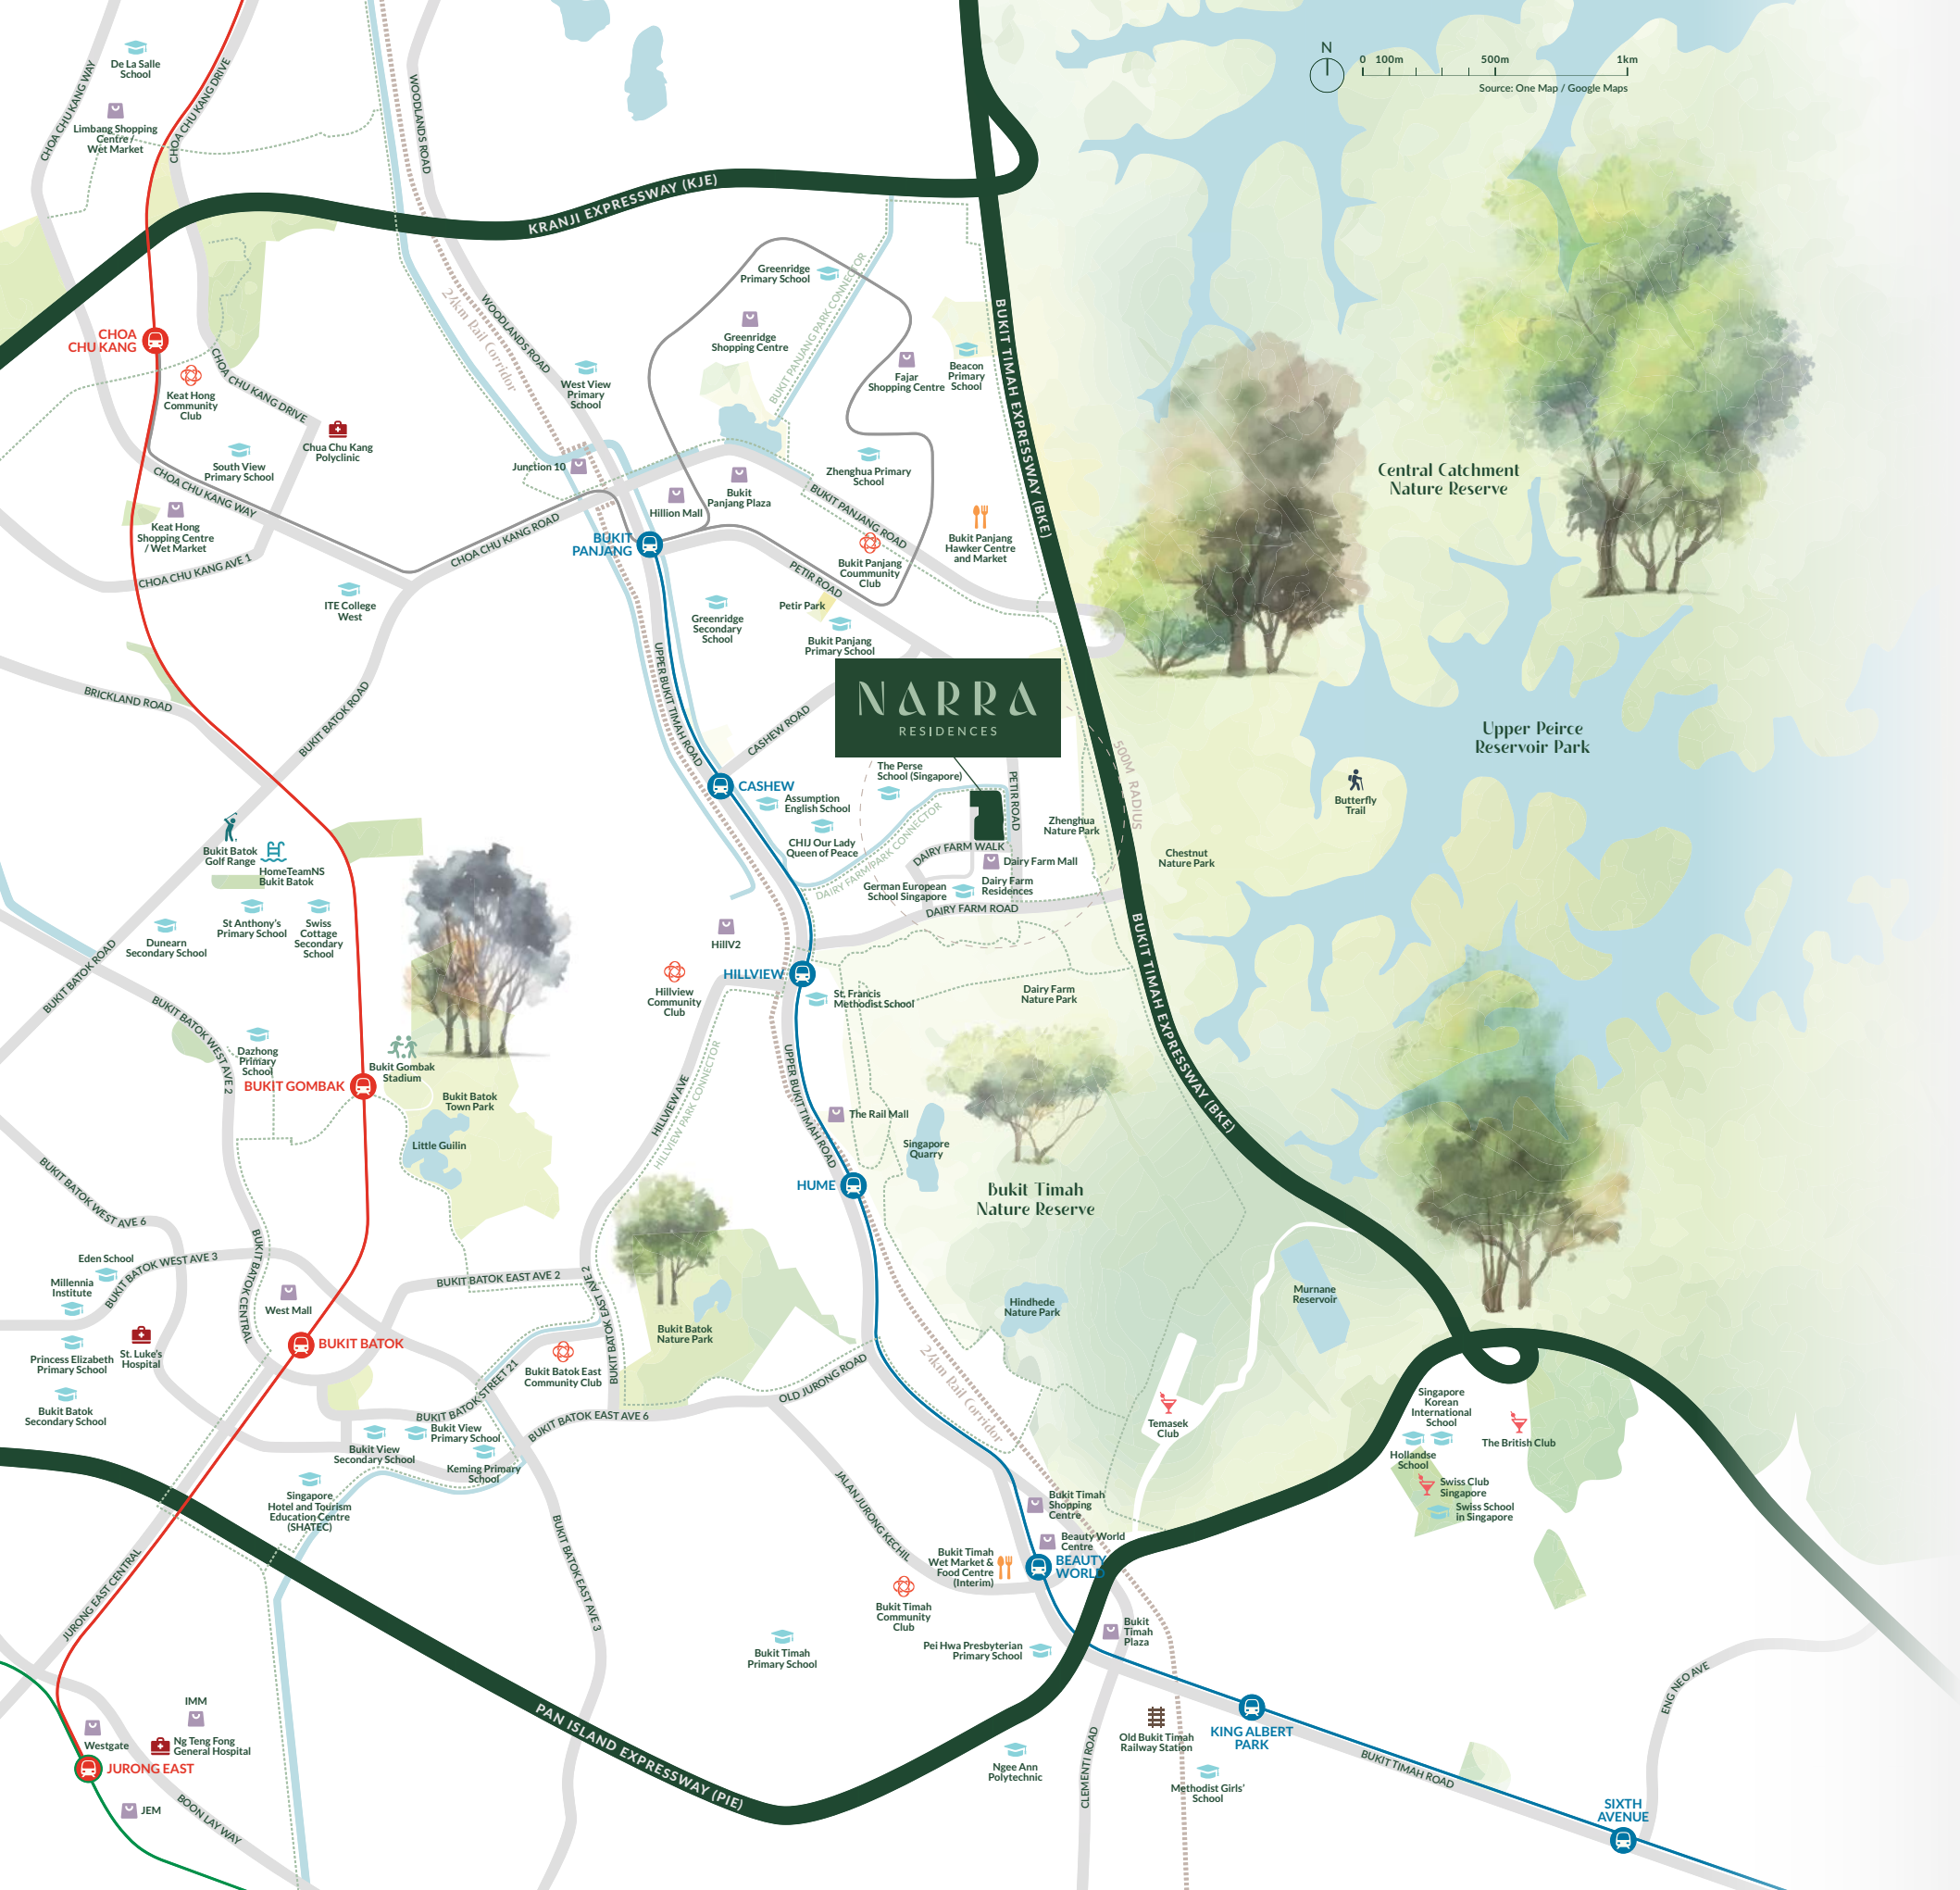 N
0 100m 500m 1km
Source: One Map / Google Maps
De La Salle
School
CHOA CHU KANG WAY
CHOA CHU KANG DRIVE
WOODLANDS ROAD
Limbang Shopping
Centre /
Wet Market
KRANJI EXPRESSWAY (KJE)
24km Rail Corridor
WOODLANDS ROAD
Greenridge
Primary School
BUKIT PANJANG PARK CONNECTOR
BUKIT TIMAH EXPRESSWAY (BKE)
CHOA
CHU KANG
Greenridge
Shopping Centre
Fajar
Shopping Centre
Beacon
Primary
School
West View
Primary
School
CHOA CHU KANG DRIVE
Keat Hong
Community
Club
Chua Chu Kang
Polyclinic
South View
Primary School
CHOA CHU KANG WAY
Junction 10
Hillion Mall
Bukit
Panjang Plaza
Zhenghua Primary
School
BUKIT PANJANG ROAD
Central Catchment
Nature Reserve
Keat Hong
Shopping Centre
/ Wet Market
CHOA CHU KANG ROAD
BUKIT
PANJANG
Bukit Panjang
Hawker Centre
and Market
CHOA CHU KANG AVE 1
Bukit Panjang
Coummunity
Club
PETIR ROAD
ITE College
West
Greenridge
Secondary
School
Petir Park
Bukit Panjang
Primary School
UPPER BUKIT TIMAH ROAD
BRICKLAND ROAD
BUKIT BATOK ROAD
CASHEW ROAD
NARRA
RESIDENCES
Upper Peirce
Reservoir Park
500M RADIUS
The Perse
School (Singapore)
CASHEW
Assumption
English School
PETIR ROAD
Butterfly
Trail
CHIJ Our Lady
Queen of Peace
Zhenghua
Nature Park
DAIRY FARM PARK CONNECTOR
DAIRY FARM WALK
Dairy Farm Mall
Chestnut
Nature Park
Bukit Batok
Golf Range
HomeTeamNS
Bukit Batok
Dairy Farm
Residences
German European
School Singapore
DAIRY FARM ROAD
St Anthony's
Primary School
Swiss
Cottage
Secondary
School
Dunearn
Secondary School
BUKIT BATOK ROAD
HillV2
BUKIT TIMAH EXPRESSWAY (BKE)
HILLVIEW
Hillview
Community
Club
St. Francis
Methodist School
Dairy Farm
Nature Park
BUKIT BATOK WEST AVE 2
Dazhong
Primary
School
Bukit Gombak
Stadium
BUKIT GOMBAK
Bukit Batok
Town Park
UPPER BUKIT TIMAH ROAD
HILLVIEW AVE
HILLVIEW PARK CONNECTOR
The Rail Mall
Little Guilin
Singapore
Quarry
HUME
Bukit Timah
Nature Reserve
BUKIT BATOK WEST AVE 6
Eden School
BUKIT BATOK WEST AVE 3
BUKIT BATOK CENTRAL
Millennia
Institute
West Mall
BUKIT BATOK EAST AVE 2
BUKIT BATOK EAST AVE 2
Hindhede
Nature Park
Murnane
Reservoir
Bukit Batok
Nature Park
BUKIT BATOK
St. Luke's
Hospital
Princess Elizabeth
Primary School
Bukit Batok East
Community Club
OLD JURONG ROAD
24km Rail Corridor
Bukit Batok
Secondary School
BUKIT BATOK STREET 21
BUKIT BATOK EAST AVE 6
Bukit View
Primary School
Bukit View
Secondary School
Keming Primary
School
Temasek
Club
Singapore
Korean
International
School
The British Club
Hollandse
School
Swiss Club
Singapore
Swiss School
in Singapore
Singapore
Hotel and Tourism
Education Centre
(SHATEC)
JALAN JURONG KECHIL
BUKIT BATOK EAST AVE 3
Bukit Timah
Shopping
Centre
Beauty World
Centre
Bukit Timah
Wet Market &
Food Centre
(Interim)
BEAUTY
WORLD
JURONG EAST CENTRAL
Bukit Timah
Community
Club
Bukit
Timah
Plaza
Bukit Timah
Primary School
Pei Hwa Presbyterian
Primary School
ENG NEO AVE
IMM
PAN ISLAND EXPRESSWAY (PIE)
Westgate
Ng Teng Fong
General Hospital
JURONG EAST
KING ALBERT
PARK
Old Bukit Timah
Railway Station
Ngee Ann
Polytechnic
CLEMENTI ROAD
BUKIT TIMAH ROAD
Methodist Girls'
School
JEM
BOON LAY WAY
SIXTH
AVENUE